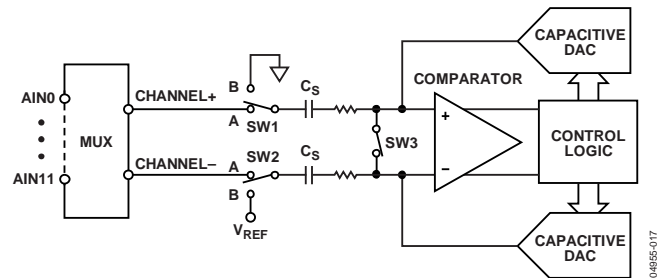 CAPACITIVE
DAC
B
CS
COMPARATOR
AIN0
CHANNEL+
A
SW1
+
MUX
SW3
CONTROL
LOGIC
CHANNEL–
A
SW2
CS
–
AIN11
B
VREF
CAPACITIVE
DAC
04955-017